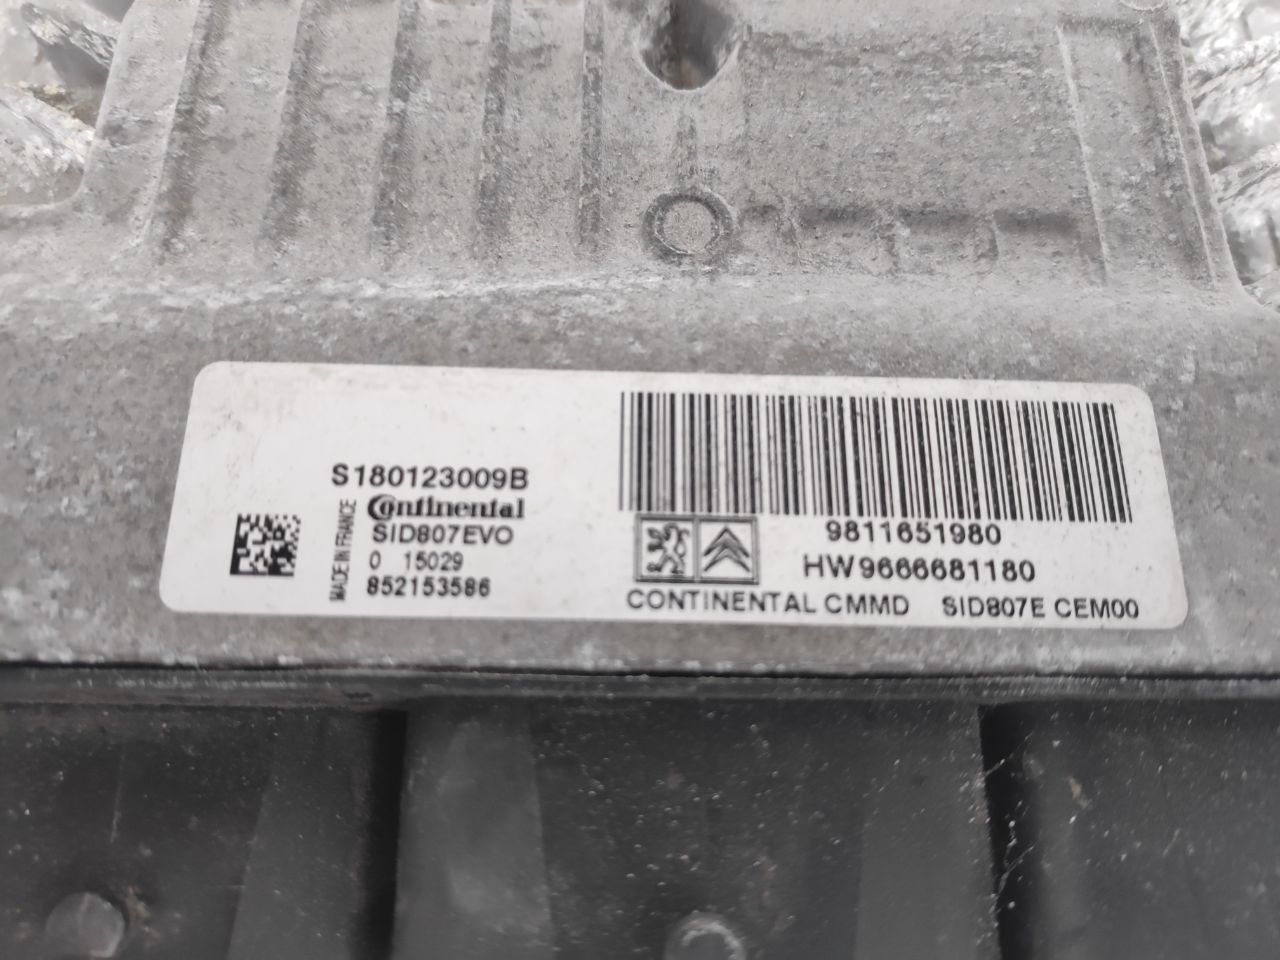 S180123009B
Continental
SID807EVO
0 15029
852153586
MADE IN FRANCE
9811651980
HW9666681180
CONTINENTAL CMMD SID807E CEM00